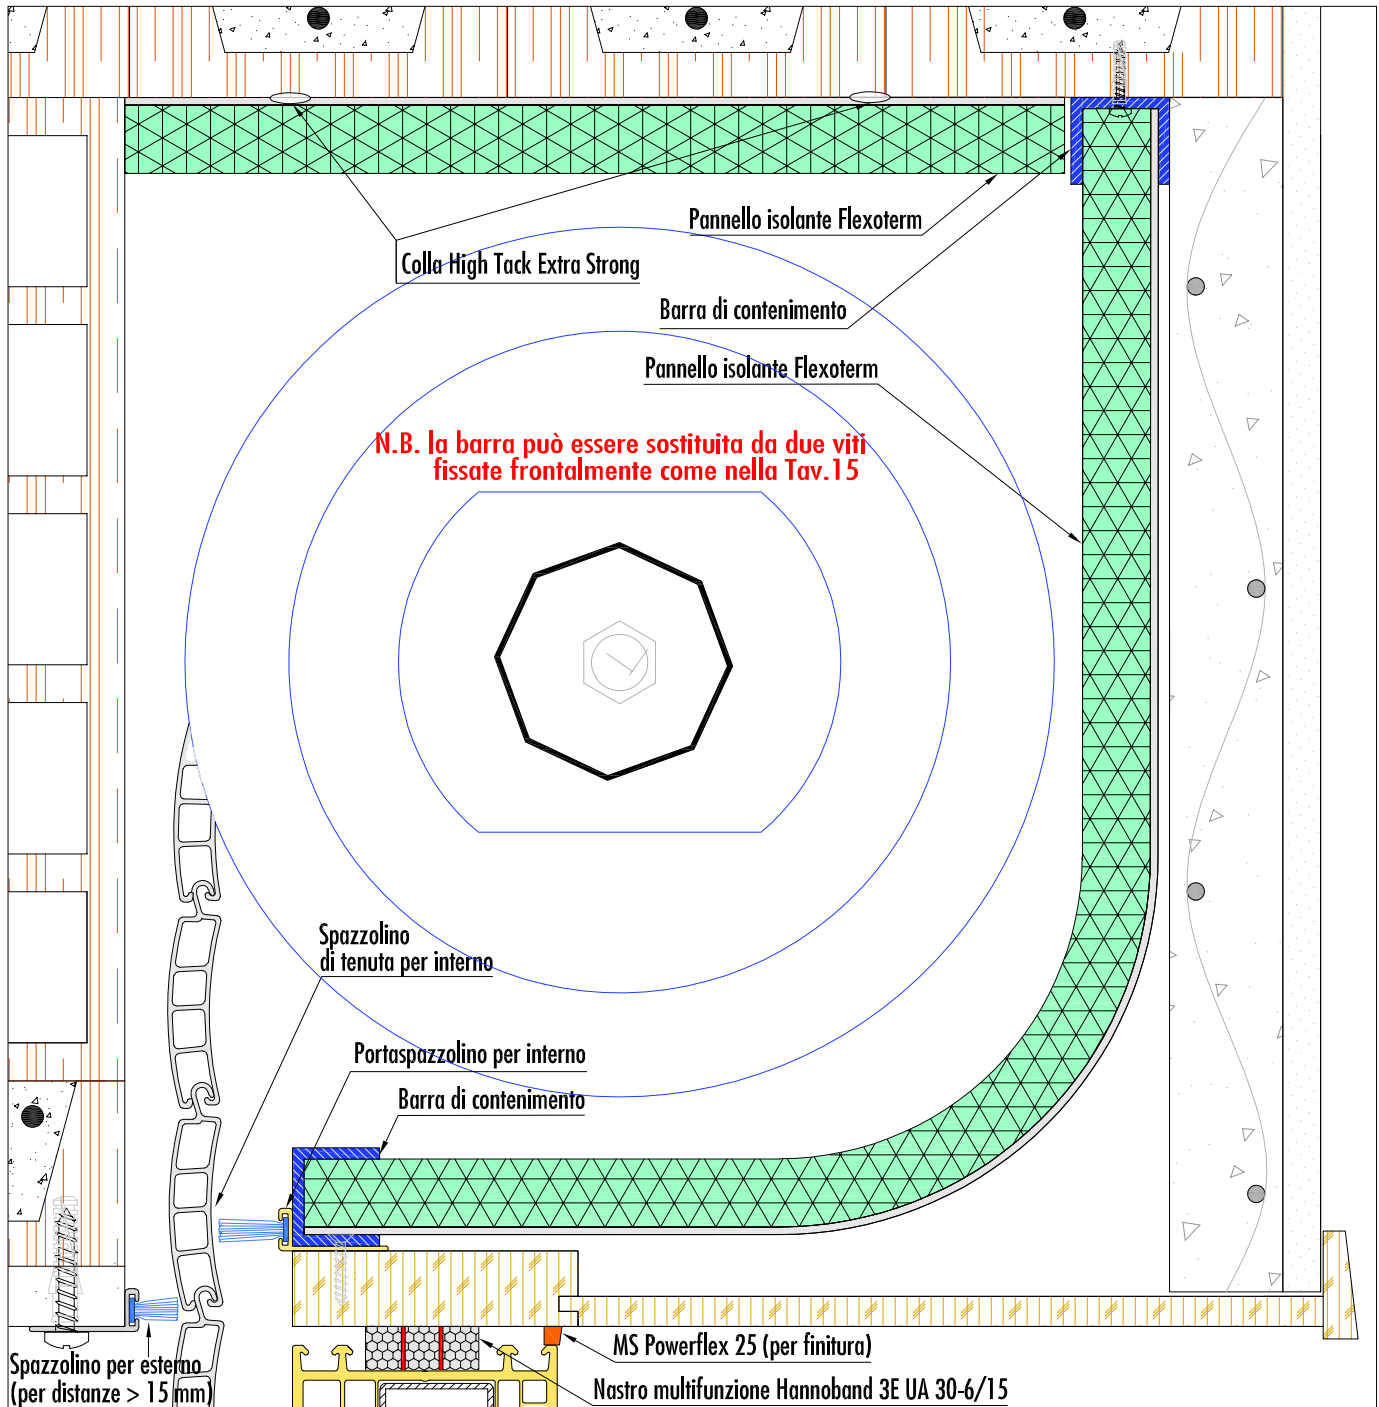 Pannello isolante Flexoterm
Colla High Tack Extra Strong
Barra di contenimento
Pannello isolante Flexoterm
N.B. la barra può essere sostituita da due viti
fissate frontalmente come nella Tav.15
Spazzolino
di tenuta per interno
Portaspazzolino per interno
Barra di contenimento
MS Powerflex 25 (per finitura)
Spazzolino per esterno
(per distanze > 15 mm)
Nastro multifunzione Hannoband 3E UA 30-6/15